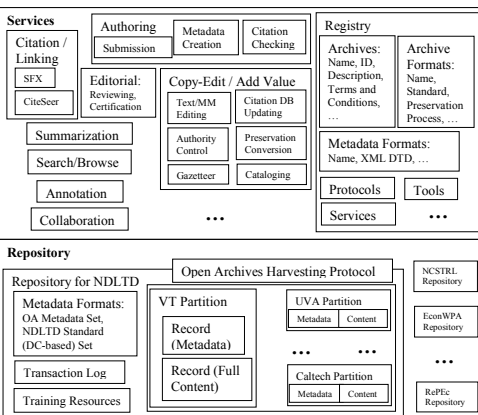 Services
Citation /
Linking
SFX
CiteSeer
Authoring
Submission
Metadata
Creation
Citation
Checking
Editorial:
Reviewing,
Certification
Copy-Edit / Add Value
Text/MM
Editing
Citation DB
Updating
Authority
Control
Preservation
Conversion
Gazetteer
Cataloging
Summarization
Search/Browse
Annotation
Collaboration
...
Registry
Archives:
Name, ID,
Description,
Terms and
Conditions,
...
Archive
Formats:
Name,
Standard,
Preservation
Process, ...
Metadata Formats:
Name, XML DTD, ...
Protocols
Tools
Services
...
Repository
Open Archives Harvesting Protocol
Repository for NDLTD
Metadata Formats:
OA Metadata Set,
NDLTD Standard
(DC-based) Set
Transaction Log
Training Resources
VT Partition
Record
(Metadata)
Record (Full
Content)
UVA Partition
Metadata
Content
... ...
Caltech Partition
Metadata
Content
NCSTRL
Repository
EconWPA
Repository
...
RePEc
Repository